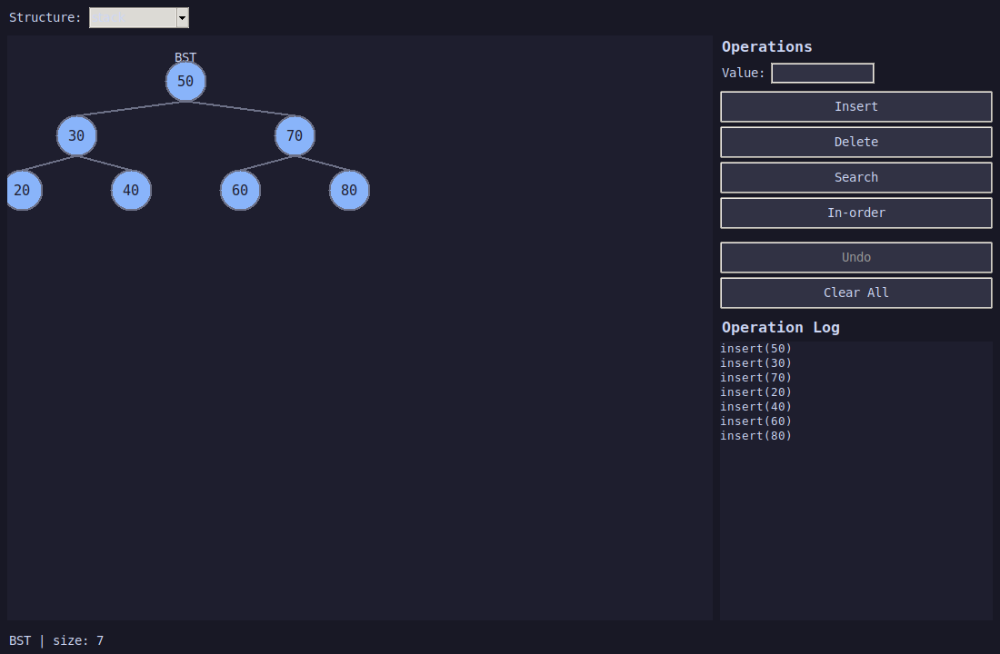 Structure:
BST
50
30
70
20
40
60
80
Operations
Value:
Insert
Delete
Search
In-order
Undo
Clear All
Operation Log
insert(50)
insert(30)
insert(70)
insert(20)
insert(40)
insert(60)
insert(80)
BST | size: 7